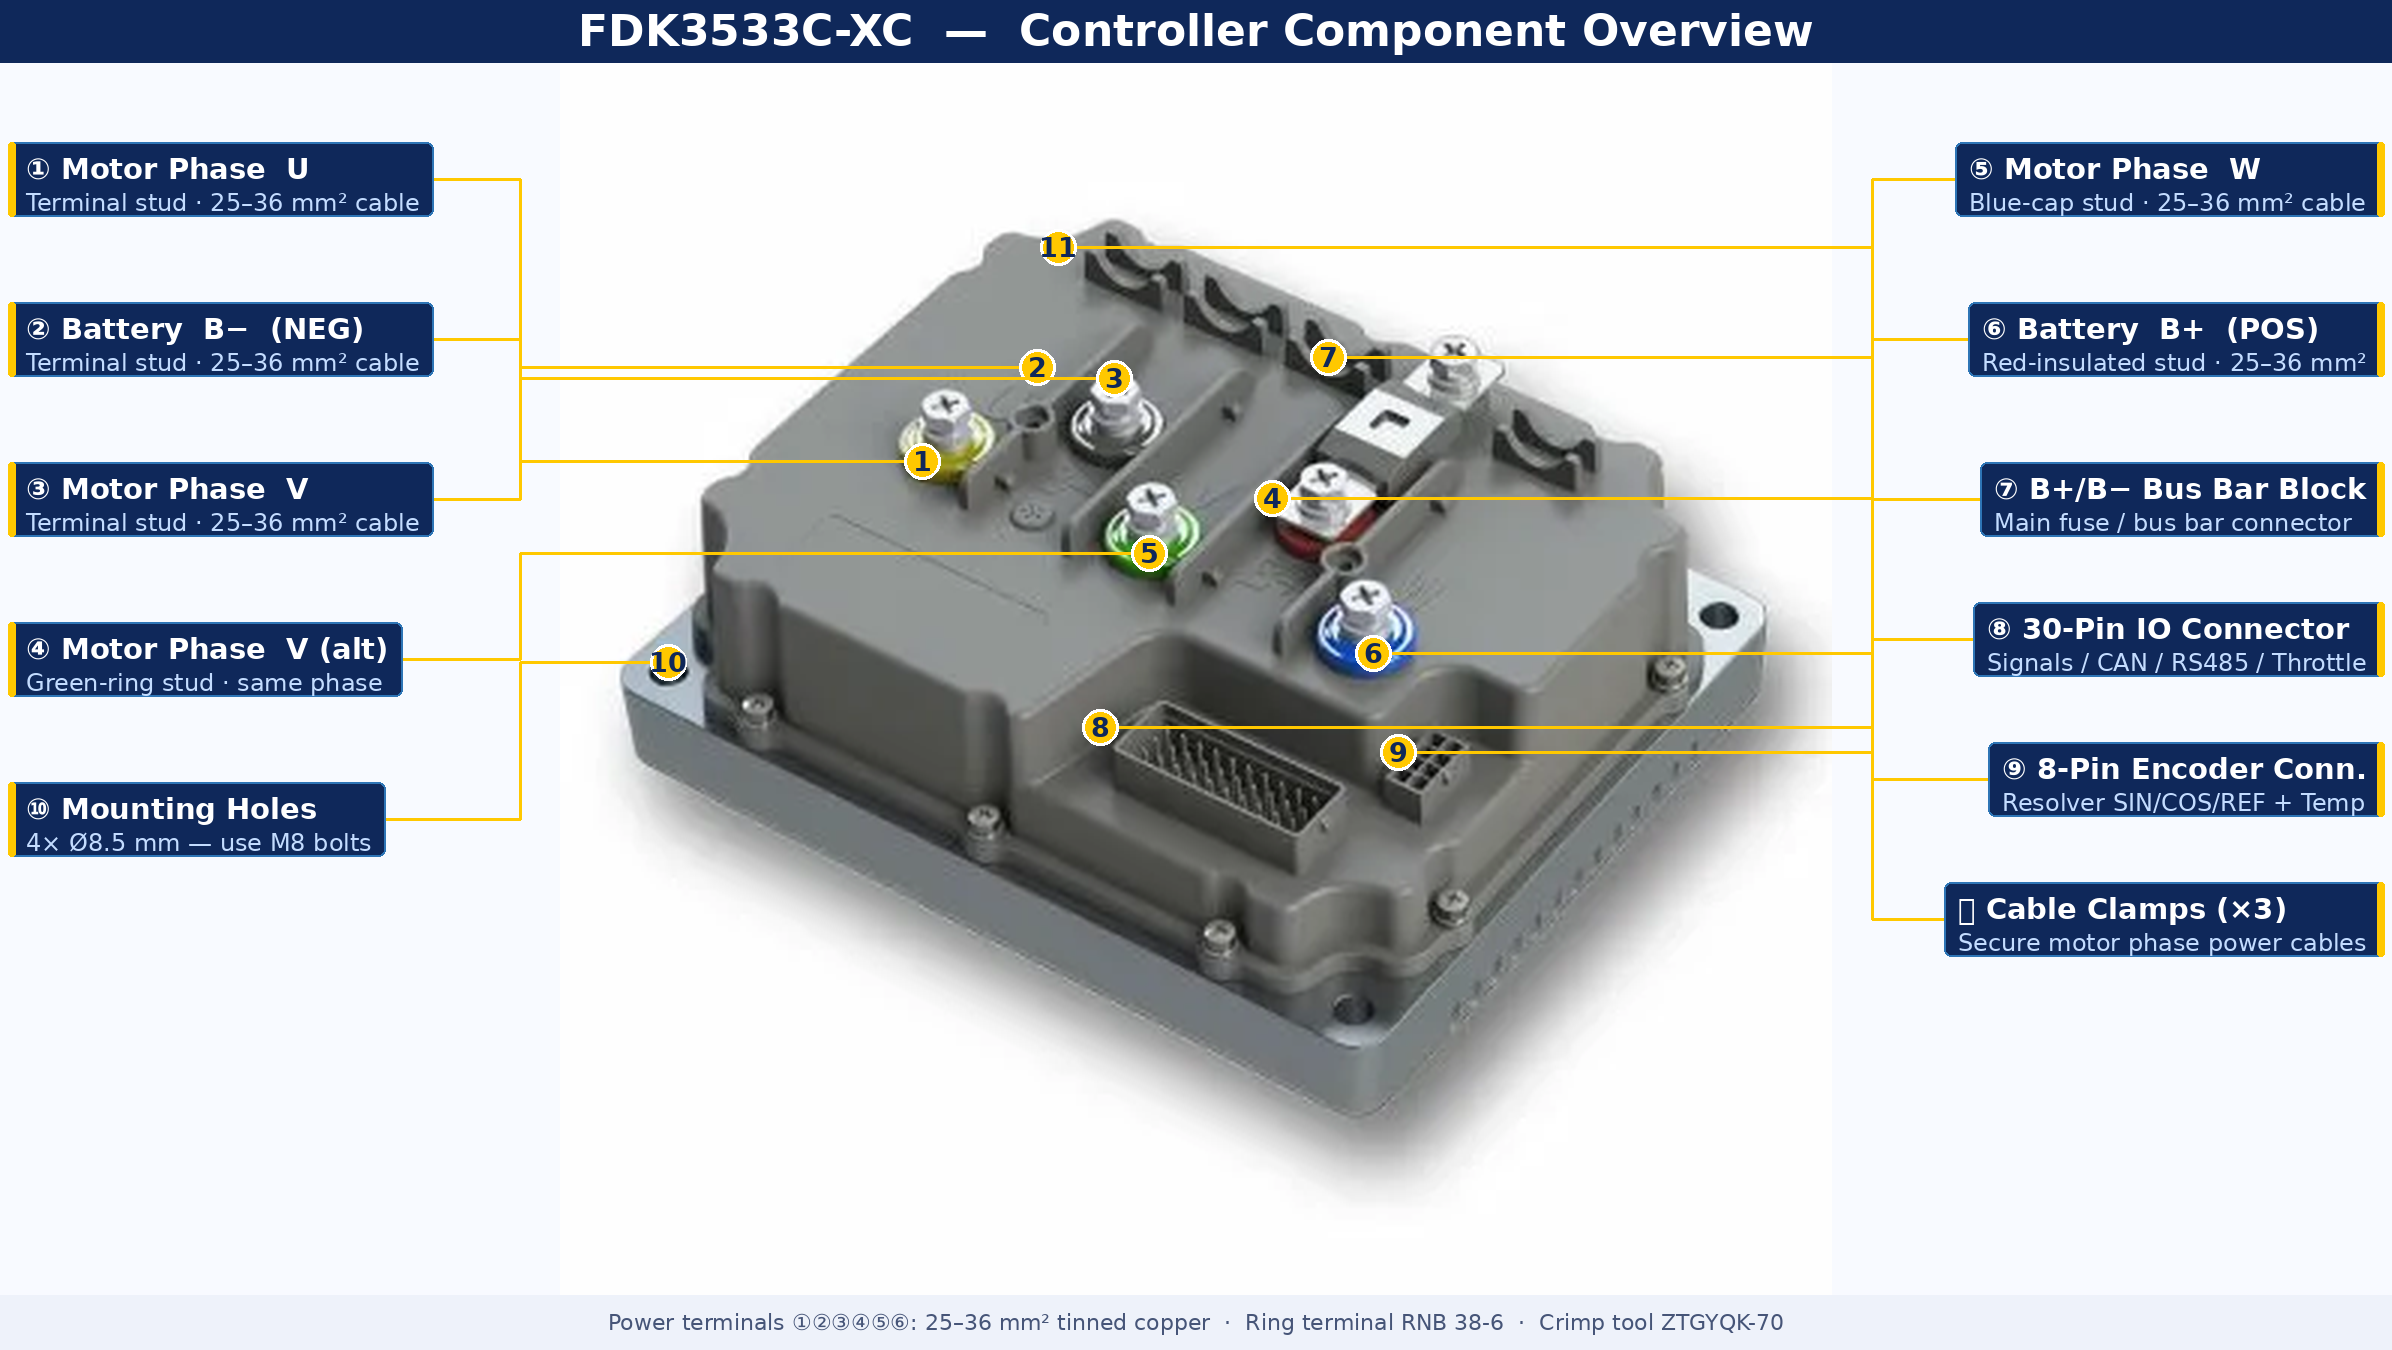 FDK3533C-XC — Controller Component Overview
① Motor Phase U
Terminal stud · 25–36 mm² cable
② Battery B− (NEG)
Terminal stud · 25–36 mm² cable
③ Motor Phase V
Terminal stud · 25–36 mm² cable
④ Motor Phase V (alt)
Green-ring stud · same phase
⑩ Mounting Holes
4× Ø8.5 mm — use M8 bolts
11
2
3
7
1
4
5
10
6
8
9
⑤ Motor Phase W
Blue-cap stud · 25–36 mm² cable
⑥ Battery B+ (POS)
Red-insulated stud · 25–36 mm²
⑦ B+/B− Bus Bar Block
Main fuse / bus bar connector
⑧ 30-Pin IO Connector
Signals / CAN / RS485 / Throttle
⑨ 8-Pin Encoder Conn.
Resolver SIN/COS/REF + Temp
Cable Clamps (×3)
Secure motor phase power cables
Power terminals ①②③④⑤⑥: 25–36 mm² tinned copper · Ring terminal RNB 38-6 · Crimp tool ZTGYQK-70